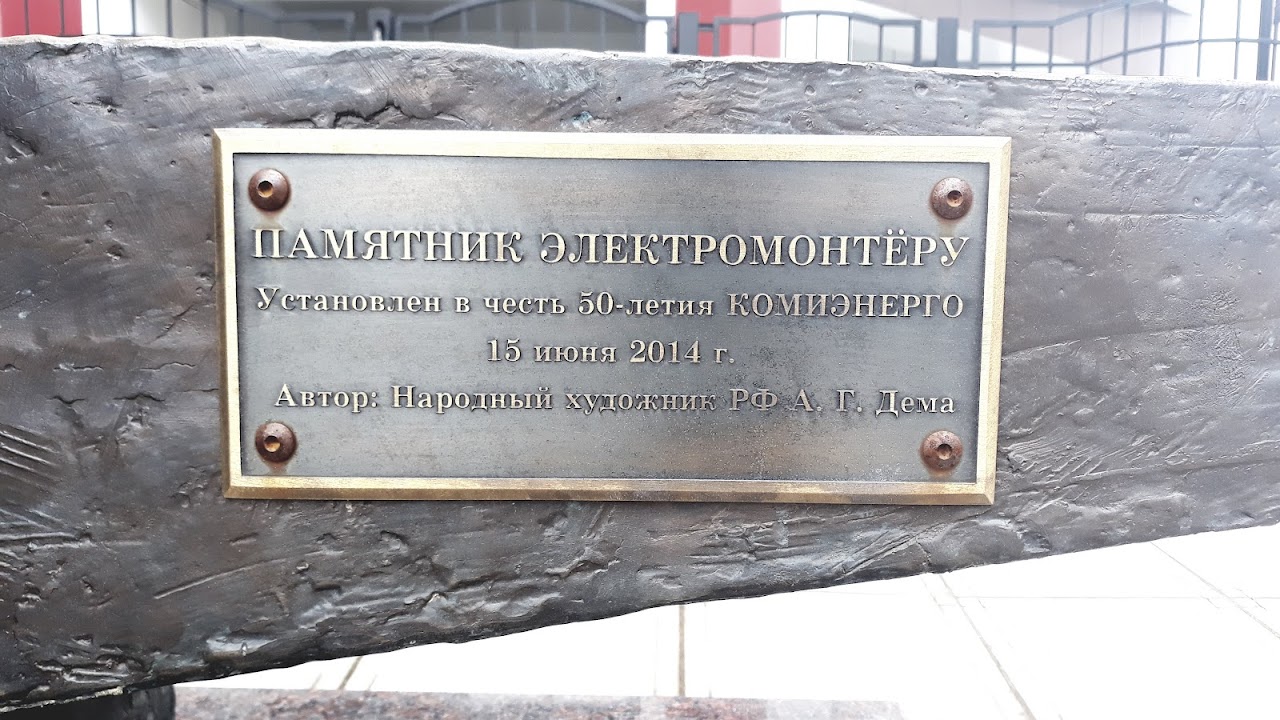 ПАМЯТНИК ЭЛЕКТРОМОНТЁРУ
Установлен в честь 50-летия КОМИЭНЕРГО
15 июня 2014 г.
Автор: Народный художник РФ А. Г. Дема